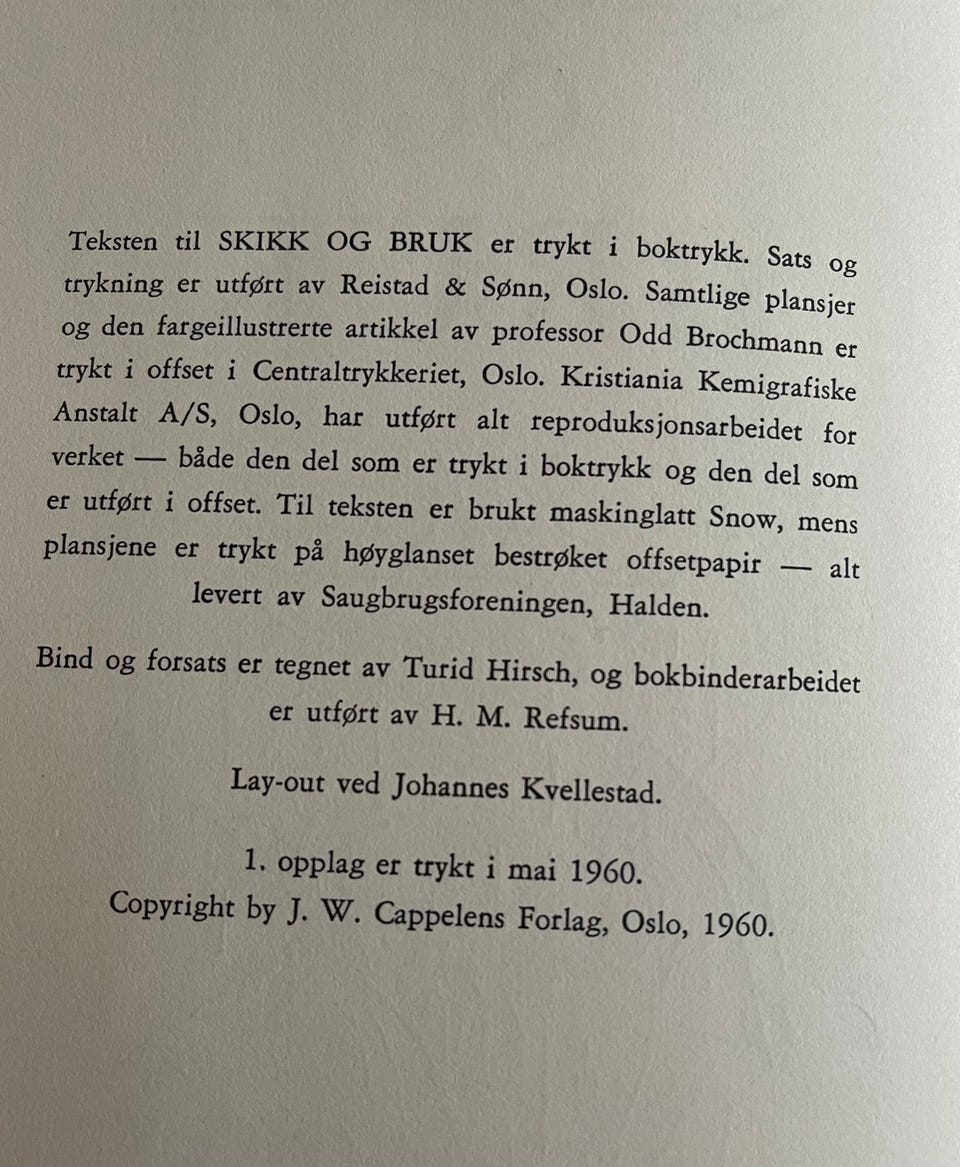 Teksten til SKIKK OG BRUK er trykt i boktrykk. Sats og
trykning er utført av Reistad & Sønn, Oslo. Samtlige plansjer
og den fargeillustrerte artikkel av professor Odd Brochmann er
trykt i offset i Centraltrykkeriet, Oslo. Kristiania Kemigrafiske
Anstalt A/S, Oslo, har utført alt reproduksjonsarbeidet for
verket — både den del som er trykt i boktrykk og den del som
er utført i offset. Til teksten er brukt maskinglatt Snow, mens
plansjene er trykt på høyglanset bestrøket offsetpapir — alt
levert av Saugbrugsforeningen, Halden.
Bind og forsats er tegnet av Turid Hirsch, og bokbinderarbeidet
er utført av H. M. Refsum.
Lay-out ved Johannes Kvellestad.
1. opplag er trykt i mai 1960.
Copyright by J. W. Cappelens Forlag, Oslo, 1960.